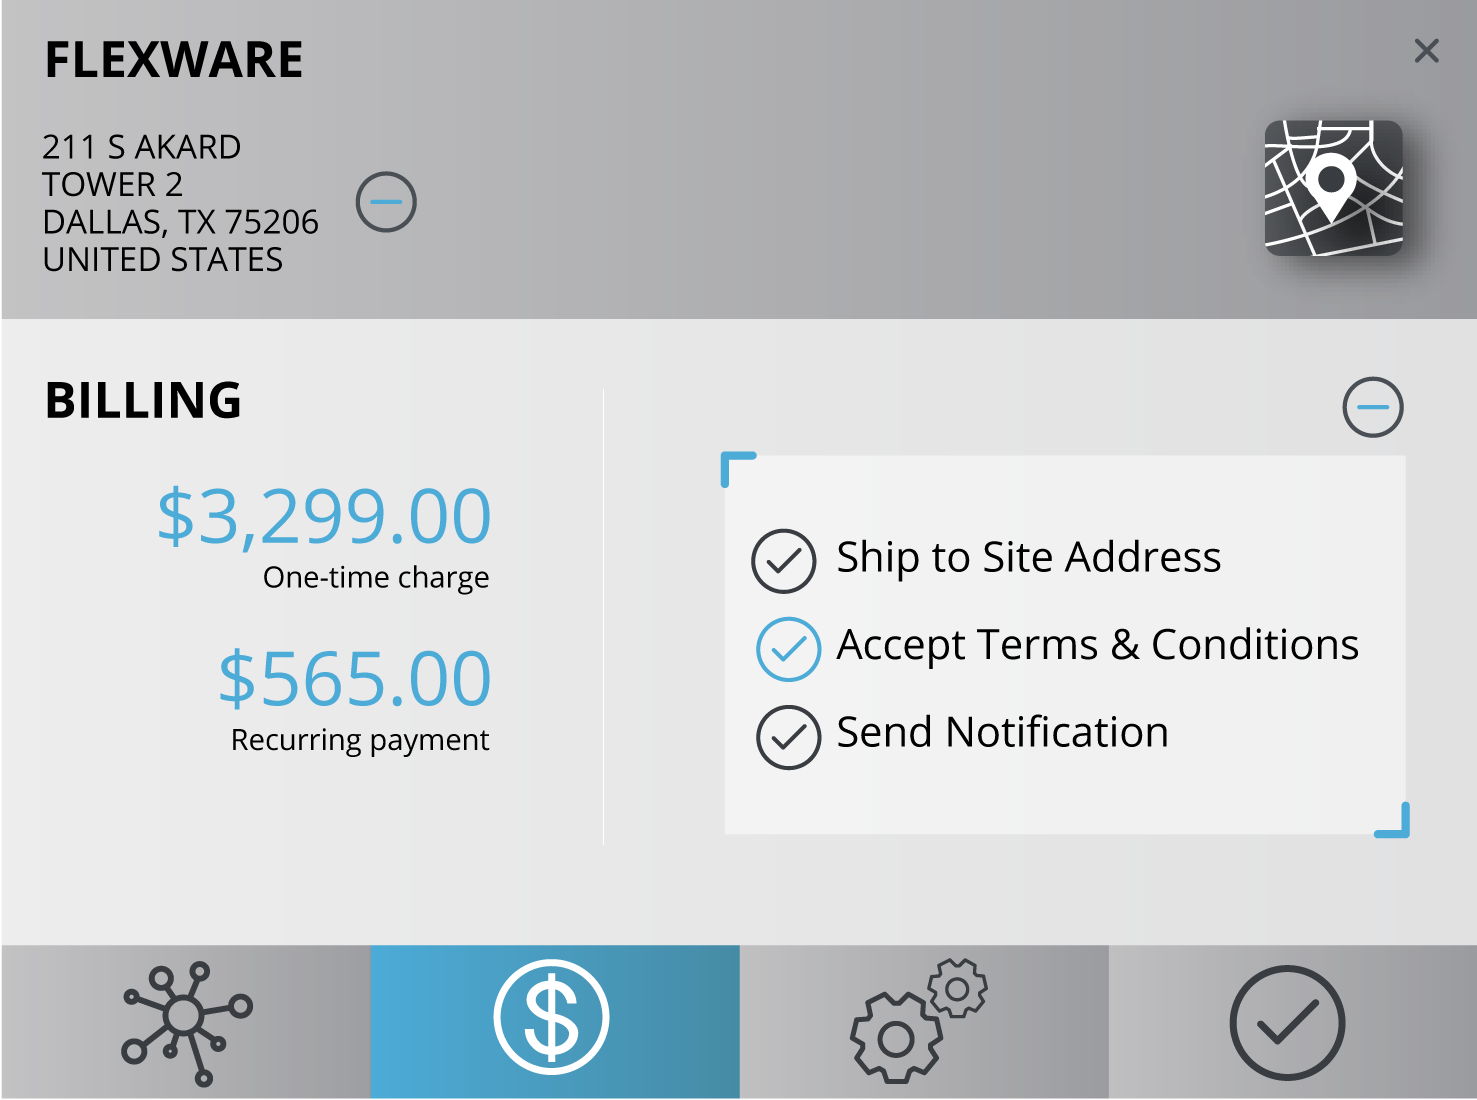 FLEXWARE
211 S AKARD
TOWER 2
DALLAS, TX 75206
UNITED STATES
BILLING
$3,299.00
One-time charge
$565.00
Recurring payment
Ship to Site Address
Accept Terms & Conditions
Send Notification
$